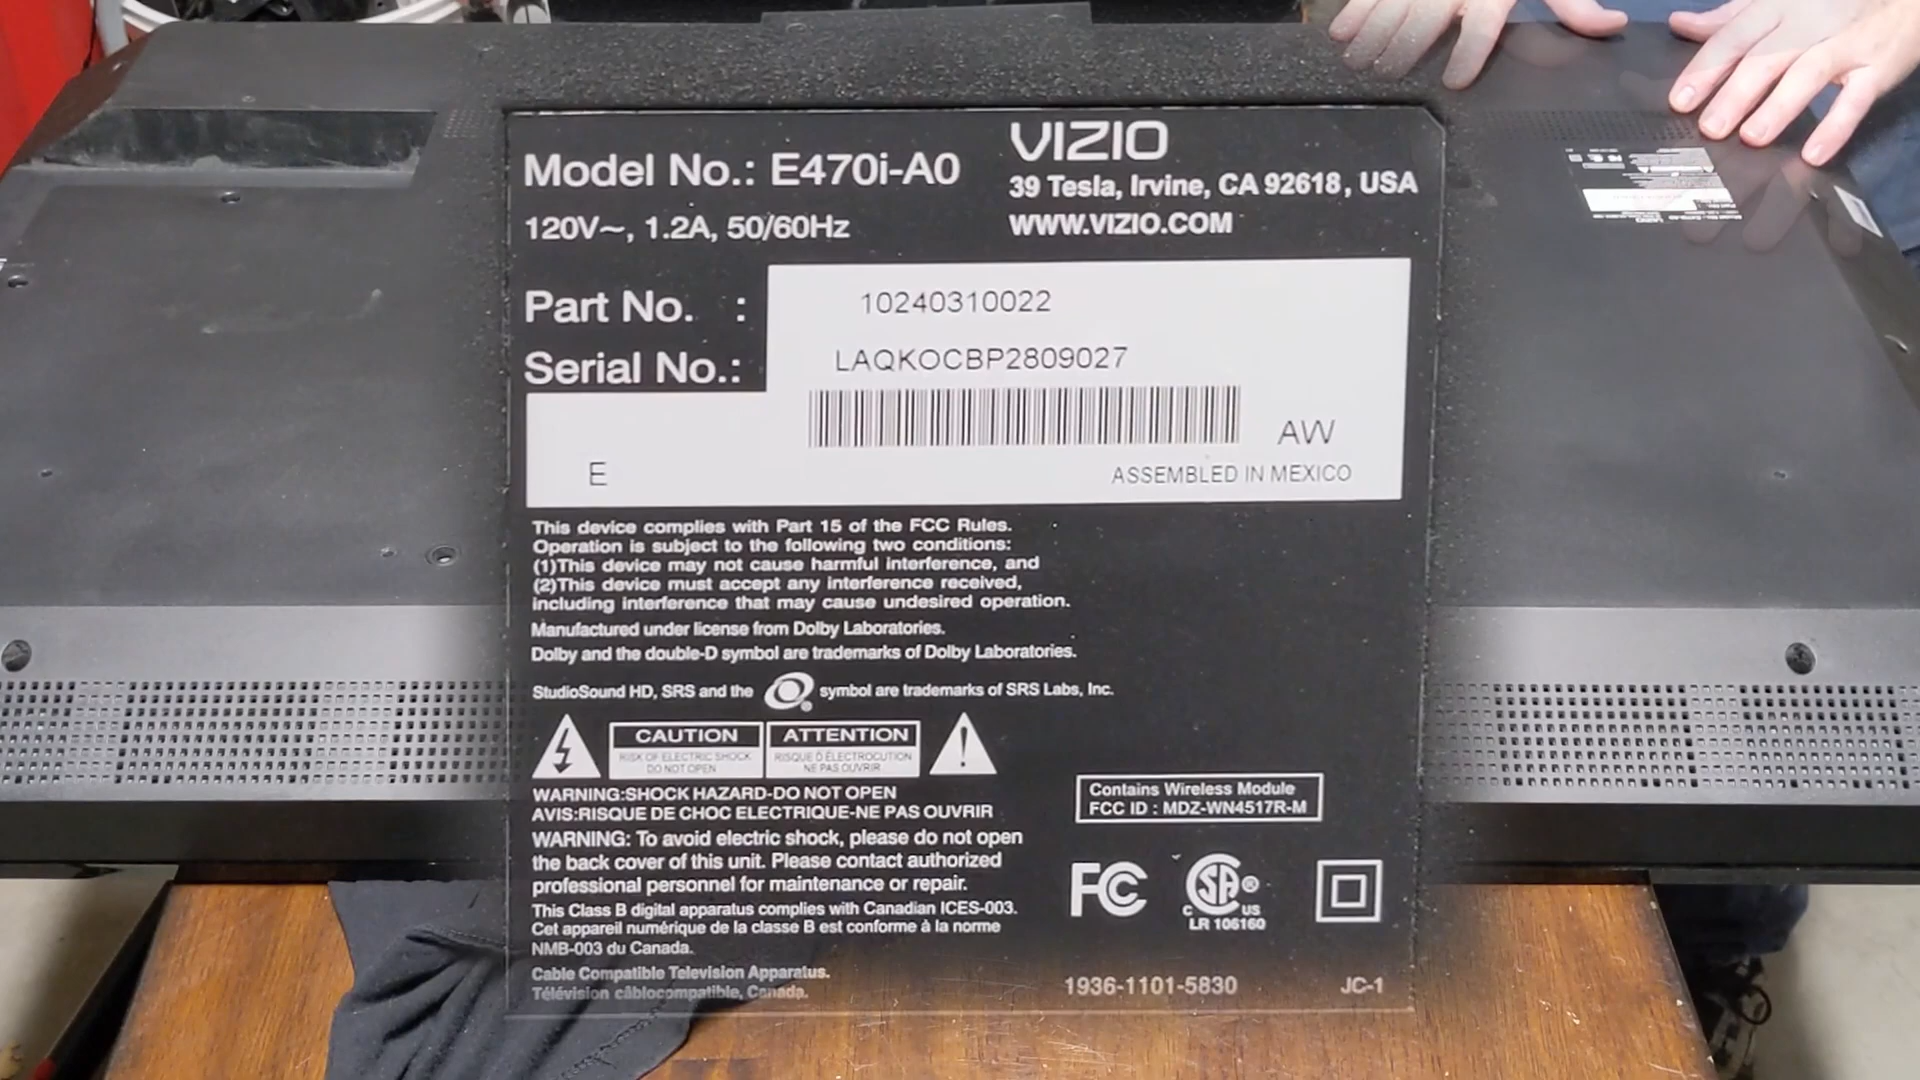 Model No.: E470i-A0
VIZIO
39 Tesla, Irvine, CA 92618, USA
120V~, 1.2A, 50/60Hz
WWW.VIZIO.COM
Part No. : 10240310022
Serial No.: LAQKOCBP2809027
AW
E
ASSEMBLED IN MEXICO
This device complies with Part 15 of the FCC Rules.
Operation is subject to the following two conditions:
(1)This device may not cause harmful interference, and
(2)This device must accept any interference received,
including interference that may cause undesired operation.
Manufactured under license from Dolby Laboratories.
Dolby and the double-D symbol are trademarks of Dolby Laboratories.
StudioSound HD, SRS and the symbol are trademarks of SRS Labs, Inc.
CAUTION
RISK OF ELECTRIC SHOCK
DO NOT OPEN
ATTENTION
RISQUE D ÉLECTROCUTION
NE PAS OUVRIR
WARNING:SHOCK HAZARD-DO NOT OPEN
AVIS:RISQUE DE CHOC ELECTRIQUE-NE PAS OUVRIR
WARNING: To avoid electric shock, please do not open
the back cover of this unit. Please contact authorized
professional personnel for maintenance or repair.
This Class B digital apparatus complies with Canadian ICES-003.
Cet appareil numérique de la classe B est conforme à la norme
NMB-003 du Canada.
Cable Compatible Television Apparatus.
Télévision câblocompatible, Canada.
Contains Wireless Module
FCC ID : MDZ-WN4517R-M
FC
C SA ® US
LR 106160
1936-1101-5830
JC-1